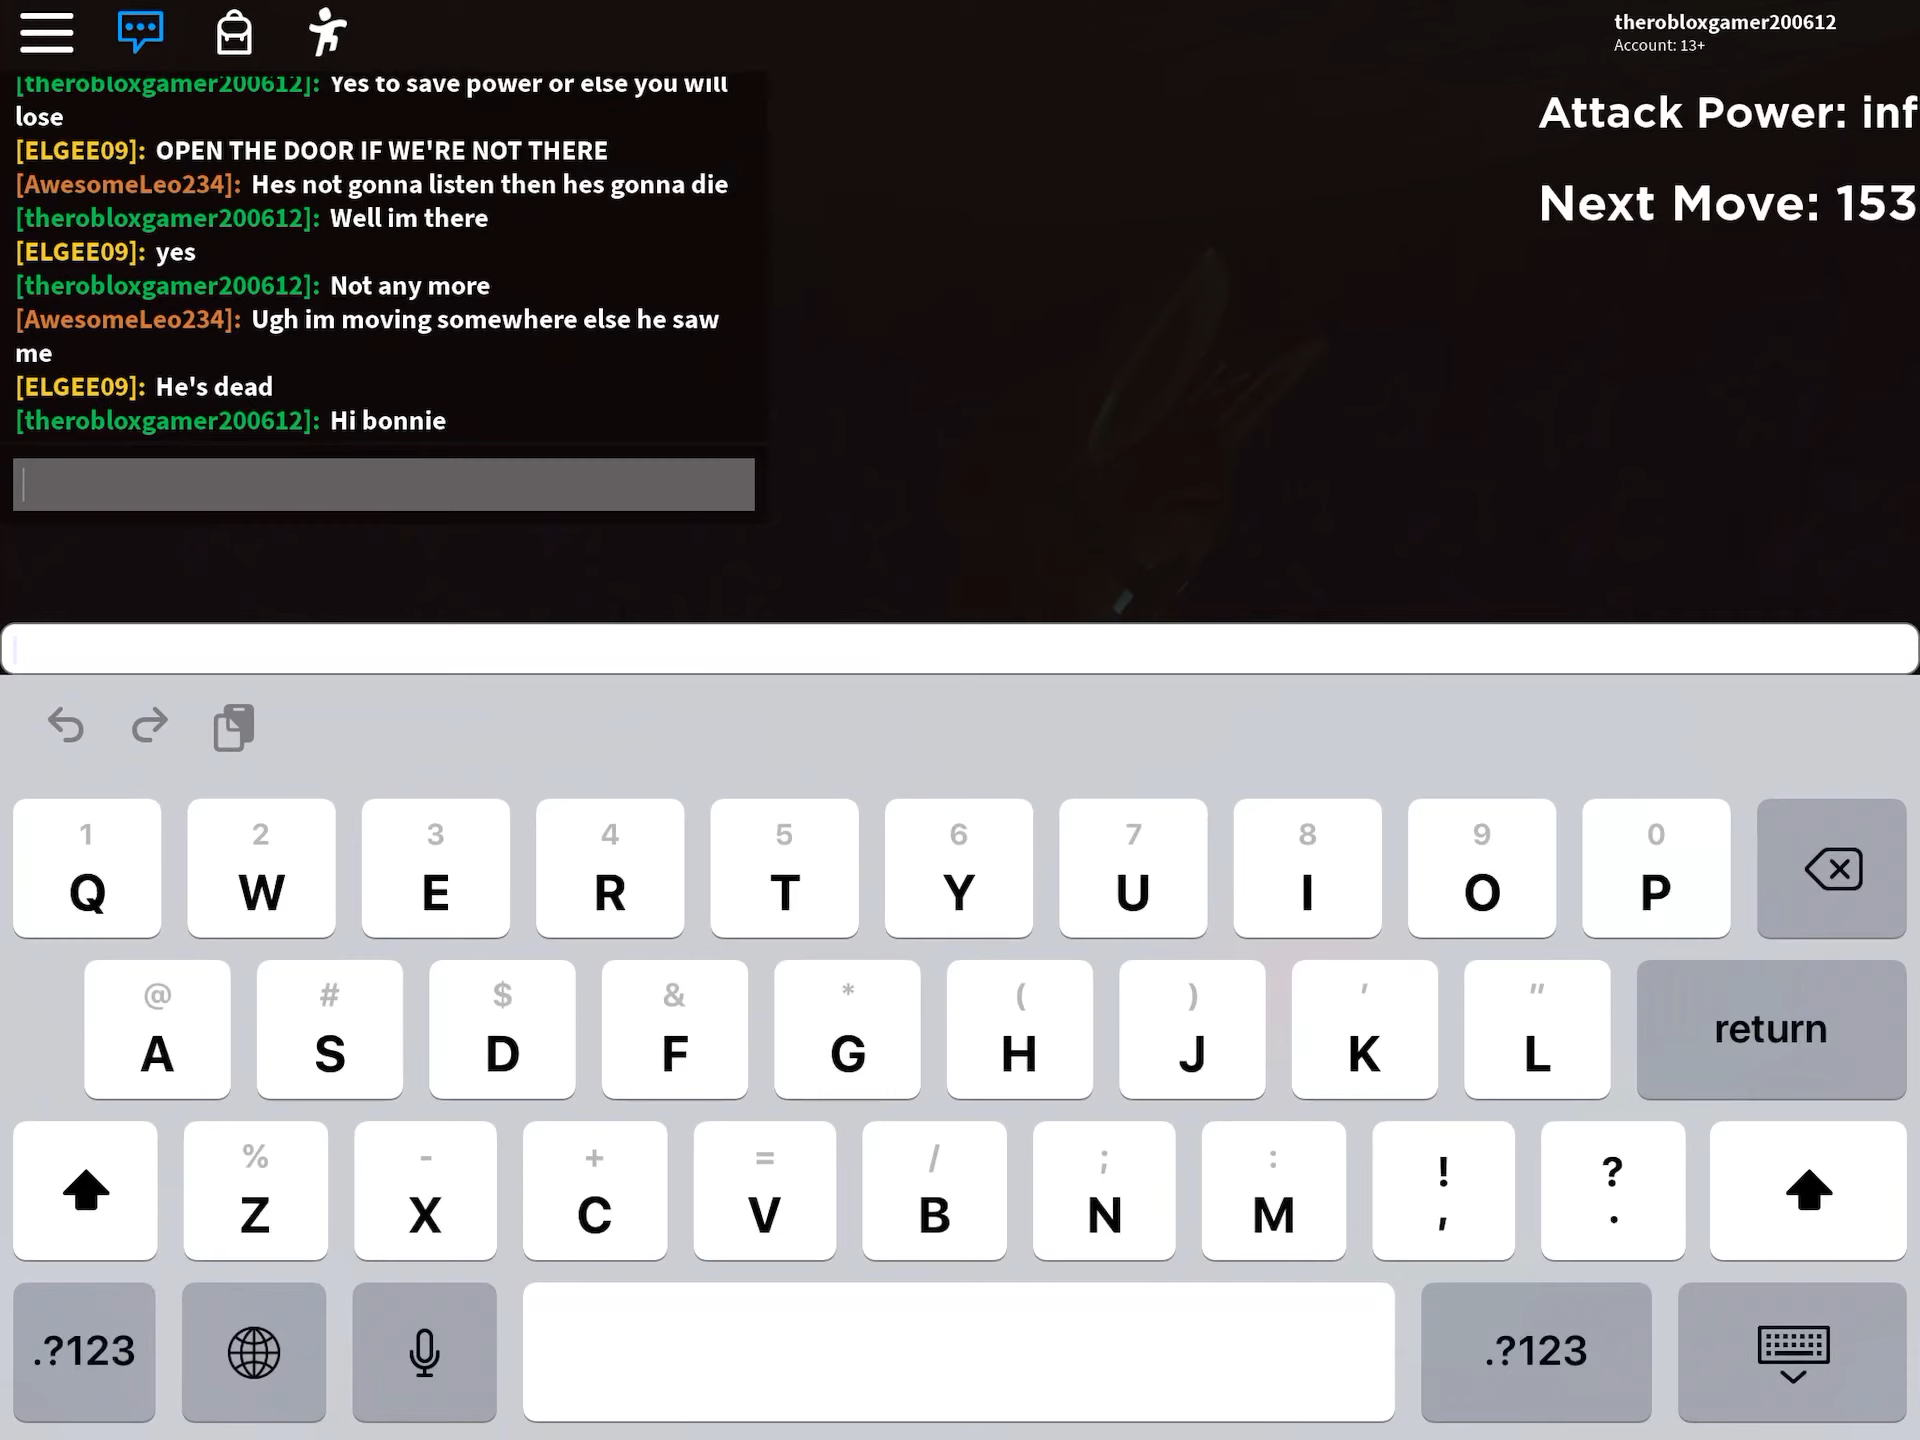 therobloxgamer200612
Account: 13+
[therobloxgamer200612]: Yes to save power or else you will
lose
[ELGEE09]: OPEN THE DOOR IF WE'RE NOT THERE
[AwesomeLeo234]: Hes not gonna listen then hes gonna die
[therobloxgamer200612]: Well im there
[ELGEE09]: yes
[therobloxgamer200612]: Not any more
[AwesomeLeo234]: Ugh im moving somewhere else he saw
me
[ELGEE09]: He's dead
[therobloxgamer200612]: Hi bonnie
Attack Power: inf
Next Move: 153
1 2 3 4 5 6 7 8 9 0
Q W E R T Y U I O P
@ # $ & * ( ) ' "
A S D F G H J K L return
% - + = / ; : ! ?
Z X C V B N M , .
.?123 .?123